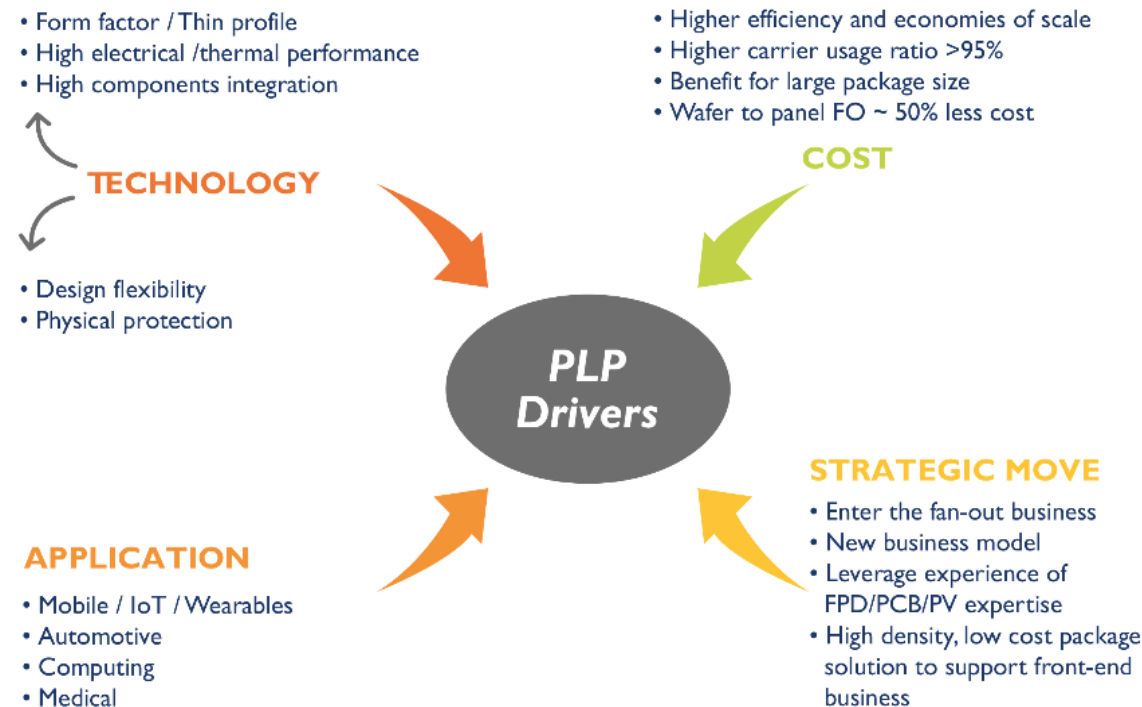 • Form factor / Thin profile
• High electrical /thermal performance
• High components integration
TECHNOLOGY
• Design flexibility
• Physical protection
• Higher efficiency and economies of scale
• Higher carrier usage ratio >95%
• Benefit for large package size
• Wafer to panel FO ~ 50% less cost
COST
PLP
Drivers
APPLICATION
• Mobile / IoT / Wearables
• Automotive
• Computing
• Medical
STRATEGIC MOVE
• Enter the fan-out business
• New business model
• Leverage experience of
FPD/PCB/PV expertise
• High density, low cost package
solution to support front-end
business